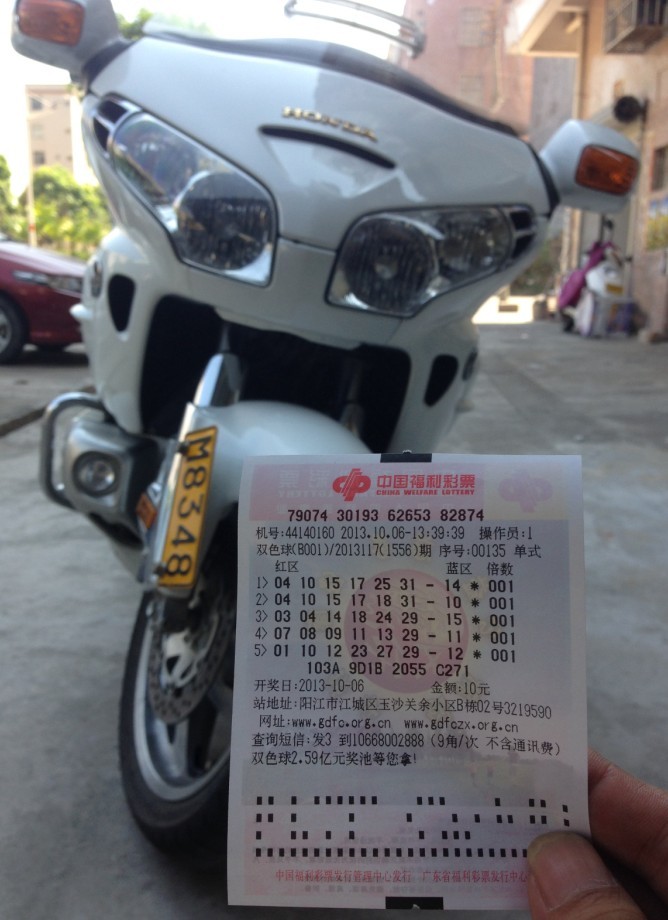 HONDA
M8348
中国福利彩票
CHINA WELFARE LOTTERY
79074 30193 62653 82874
机号:44140160 2013.10.06-13:39:39 操作员:1
双色球(B001)/2013117(1556)期 序号:00135 单式
红区 蓝区 倍数
1> 04 10 15 17 25 31 - 14 * 001
2> 04 10 15 17 18 31 - 10 * 001
3> 03 04 14 18 24 29 - 15 * 001
4> 07 08 09 11 13 29 - 11 * 001
5> 01 10 12 23 27 29 - 12 * 001
103A 9D1B 2055 C271
开奖日:2013-10-06 金额:10元
站地址:阳江市江城区玉沙关余小区B栋02号3219590
网址:www.gdfc.org.cn www.gdfczx.org.cn
查询短信:发3 到10668002888 (9角/次 不含通讯费)
双色球2.59亿元奖池等您拿!
中国福利彩票发行管理中心发行 广东省福利彩票发行中心